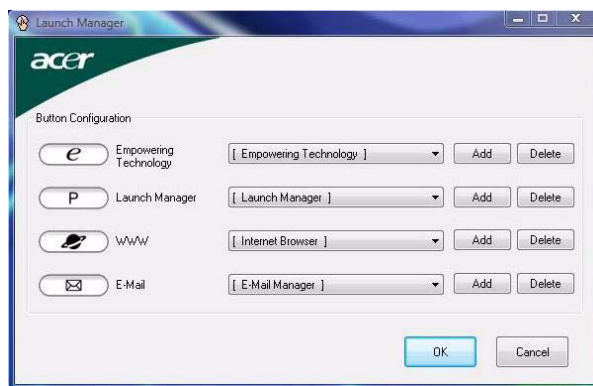 Launch Manager
acer
Button Configuration
e
Empowering
Technology
[ Empowering Technology ]
Add
Delete
P
Launch Manager
[ Launch Manager ]
Add
Delete
WWW
[ Internet Browser ]
Add
Delete
E-Mail
[ E-Mail Manager ]
Add
Delete
OK
Cancel